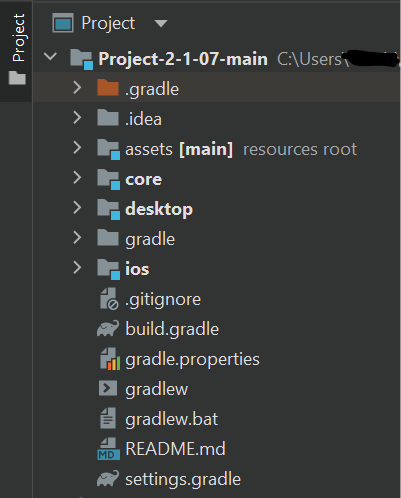 Project
Project
Project-2-1-07-main C:\Users\
.gradle
.idea
assets [main] resources root
core
desktop
gradle
ios
.gitignore
build.gradle
gradle.properties
gradlew
gradlew.bat
MD README.md
settings.gradle